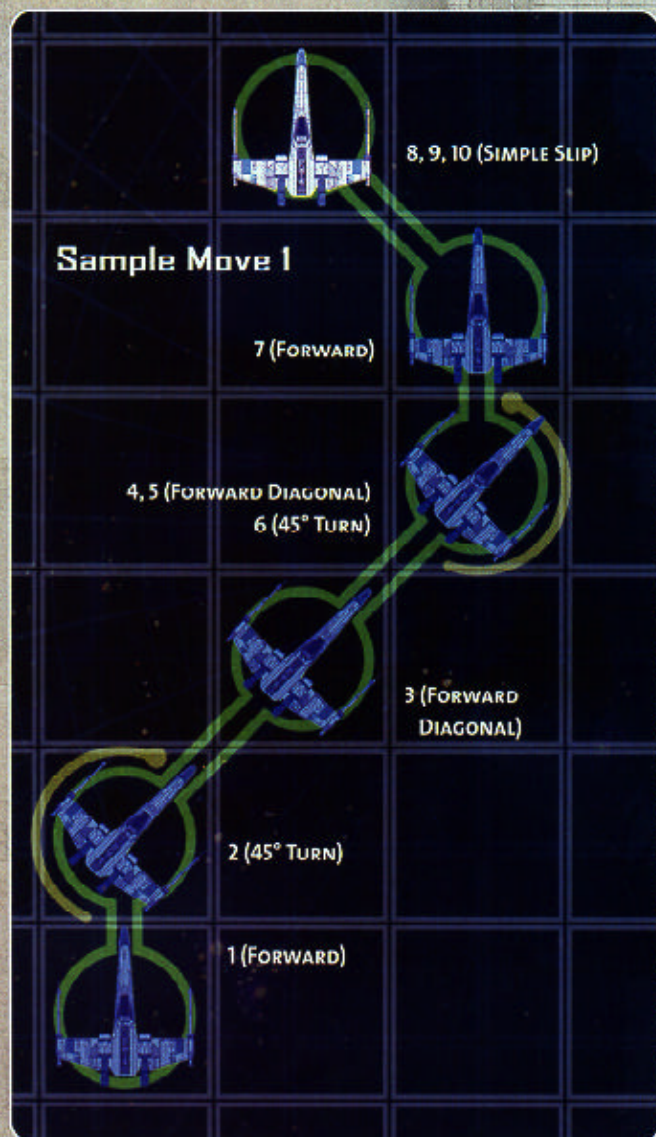 8, 9, 10 (Simple Slip)
Sample Move 1
7 (Forward)
4, 5 (Forward Diagonal)
6 (45° Turn)
3 (Forward
Diagonal)
2 (45° Turn)
1 (Forward)